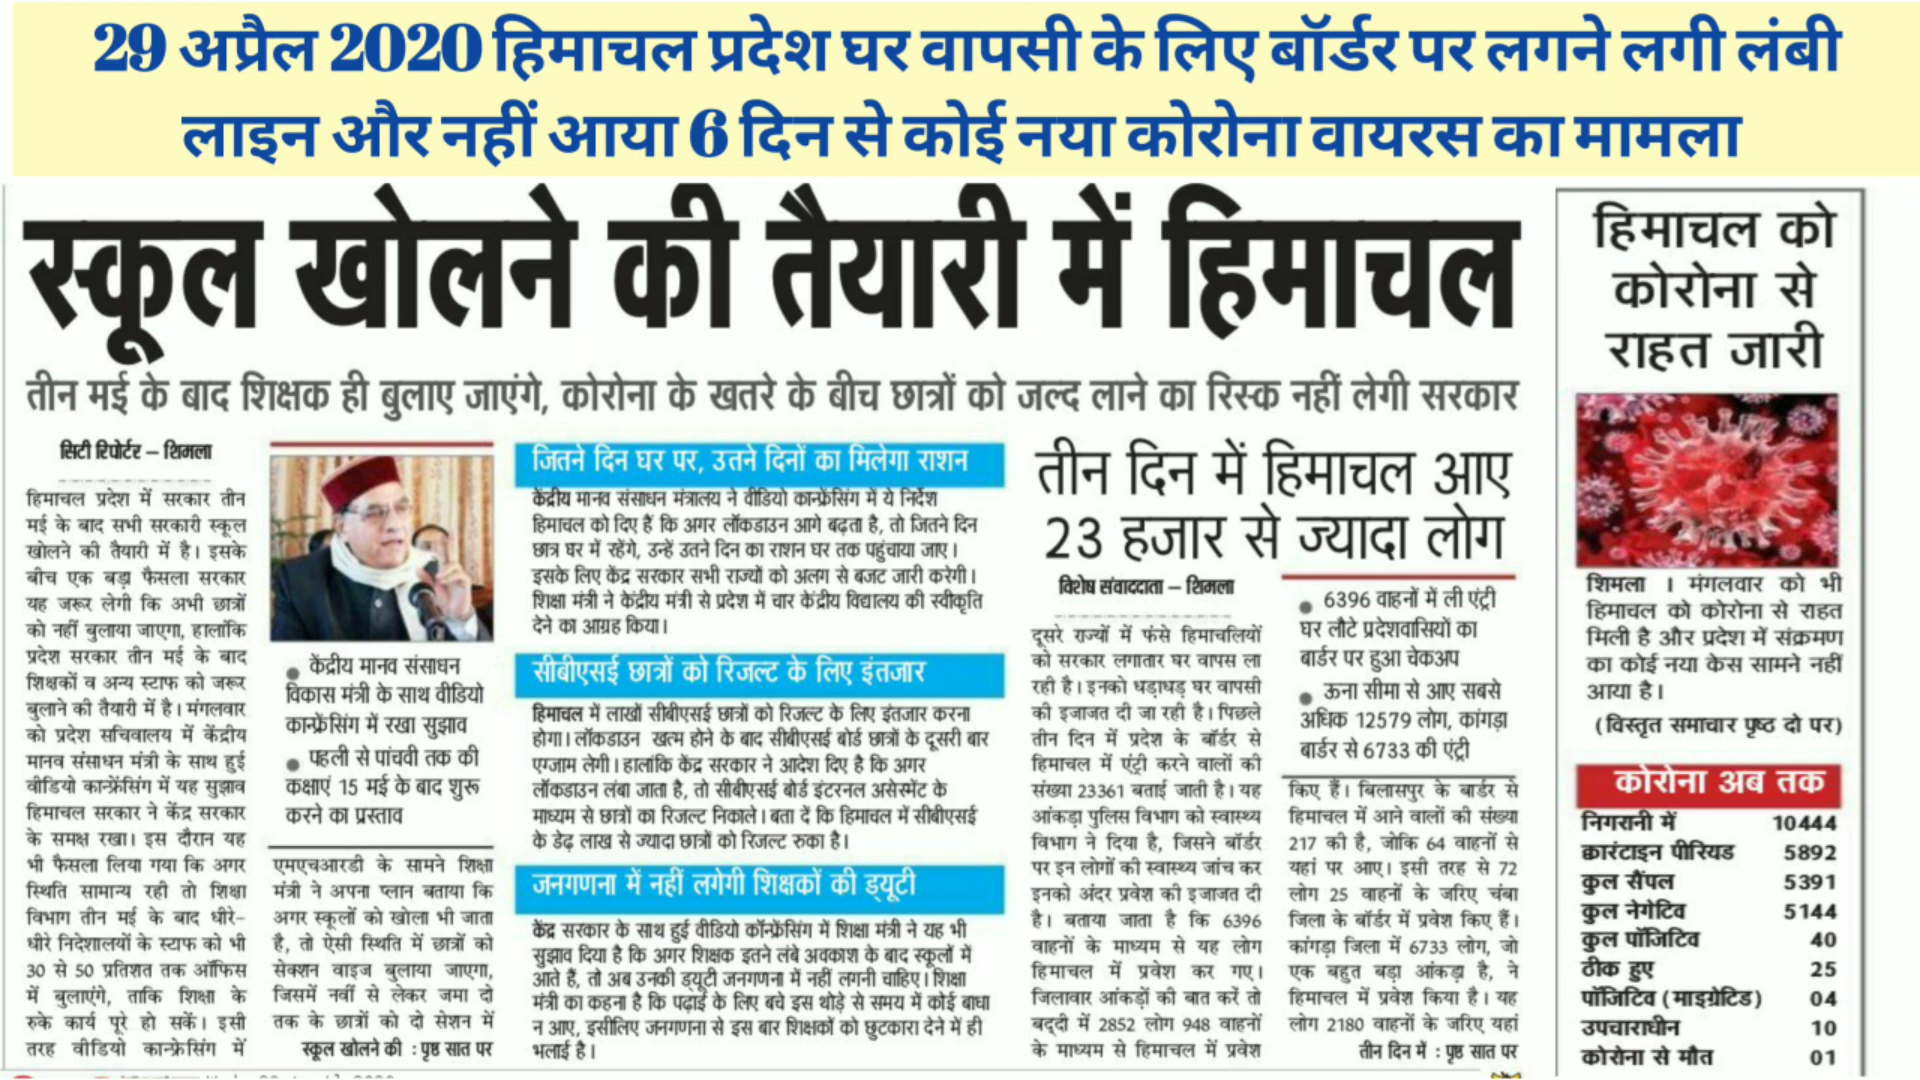 29 अप्रैल 2020 हिमाचल प्रदेश घर वापसी के लिए बॉर्डर पर लगने लगी लंबी
लाइन और नहीं आया 6 दिन से कोई नया कोरोना वायरस का मामला
स्कूल खोलने की तैयारी में हिमाचल
तीन मई के बाद शिक्षक ही बुलाए जाएंगे, कोरोना के खतरे के बीच छात्रों को जल्द लाने का रिस्क नहीं लेगी सरकार
सिटी रिपोर्टर – शिमला
हिमाचल प्रदेश में सरकार तीन
मई के बाद सभी सरकारी स्कूल
खोलने की तैयारी में है। इसके
बीच एक बड़ा फैसला सरकार
यह जरूर लेगी कि अभी छात्रों
को नहीं बुलाया जाएगा, हालांकि
प्रदेश सरकार तीन मई के बाद
शिक्षकों व अन्य स्टाफ को जरूर
बुलाने की तैयारी में है। मंगलवार
को प्रदेश सचिवालय में केंद्रीय
मानव संसाधन मंत्री के साथ हुई
वीडियो कान्फ्रेंसिंग में यह सुझाव
हिमाचल सरकार ने केंद्र सरकार
के समक्ष रखा। इस दौरान यह
भी फैसला लिया गया कि अगर
स्थिति सामान्य रही तो शिक्षा
विभाग तीन मई के बाद धीरे-
धीरे निदेशालयों के स्टाफ को भी
30 से 50 प्रतिशत तक ऑफिस
में बुलाएंगे, ताकि शिक्षा के
रुके कार्य पूरे हो सकें। इसी
तरह वीडियो कान्फ्रेसिंग में
● केंद्रीय मानव संसाधन
विकास मंत्री के साथ वीडियो
कान्फ्रेंसिंग में रखा सुझाव
● पहली से पांचवी तक की
कक्षाएं 15 मई के बाद शुरू
करने का प्रस्ताव
एमएचआरडी के सामने शिक्षा
मंत्री ने अपना प्लान बताया कि
अगर स्कूलों को खोला भी जाता
है, तो ऐसी स्थिति में छात्रों को
सेक्शन वाइज बुलाया जाएगा,
जिसमें नवीं से लेकर जमा दो
तक के छात्रों को दो सेशन में
स्कूल खोलने की : पृष्ठ सात पर
जितने दिन घर पर, उतने दिनों का मिलेगा राशन
केंद्रीय मानव संसाधन मंत्रालय ने वीडियो कान्फ्रेंसिंग में ये निर्देश
हिमाचल को दिए हैं कि अगर लॉकडाउन आगे बढ़ता है, तो जितने दिन
छात्र घर में रहेंगे, उन्हें उतने दिन का राशन घर तक पहुंचाया जाए।
इसके लिए केंद्र सरकार सभी राज्यों को अलग से बजट जारी करेगी।
शिक्षा मंत्री ने केंद्रीय मंत्री से प्रदेश में चार केंद्रीय विद्यालय की स्वीकृति
देने का आग्रह किया।
सीबीएसई छात्रों को रिजल्ट के लिए इंतजार
हिमाचल में लाखों सीबीएसई छात्रों को रिजल्ट के लिए इंतजार करना
होगा। लॉकडाउन खत्म होने के बाद सीबीएसई बोर्ड छात्रों के दूसरी बार
एग्जाम लेगी। हालांकि केंद्र सरकार ने आदेश दिए है कि अगर
लॉकडाउन लंबा जाता है, तो सीबीएसई बोर्ड इंटरनल असेस्मेंट के
माध्यम से छात्रों का रिजल्ट निकाले। बता दें कि हिमाचल में सीबीएसई
के डेढ़ लाख से ज्यादा छात्रों को रिजल्ट रुका है।
जनगणना में नहीं लगेगी शिक्षकों की ड्यूटी
केंद्र सरकार के साथ हुई वीडियो कॉन्फ्रेंसिंग में शिक्षा मंत्री ने यह भी
सुझाव दिया है कि अगर शिक्षक इतने लंबे अवकाश के बाद स्कूलों में
आते हैं, तो अब उनकी ड्यूटी जनगणना में नहीं लगनी चाहिए। शिक्षा
मंत्री का कहना है कि पढ़ाई के लिए बचे इस थोड़े से समय में कोई बाधा
न आए, इसीलिए जनगणना से इस बार शिक्षकों को छुटकारा देने में ही
भलाई है।
तीन दिन में हिमाचल आए
23 हजार से ज्यादा लोग
विशेष संवाददाता – शिमला
दूसरे राज्यों में फंसे हिमाचलियों
को सरकार लगातार घर वापस ला
रही है। इनको धड़ाधड़ घर वापसी
की इजाजत दी जा रही है। पिछले
तीन दिन में प्रदेश के बॉर्डर से
हिमाचल में एंट्री करने वालों की
संख्या 23361 बताई जाती है। यह
आंकड़ा पुलिस विभाग को स्वास्थ्य
विभाग ने दिया है, जिसने बॉर्डर
पर इन लोगों की स्वास्थ्य जांच कर
इनको अंदर प्रवेश की इजाजत दी
है। बताया जाता है कि 6396
वाहनों के माध्यम से यह लोग
हिमाचल में प्रवेश कर गए।
जिलावार आंकड़ों की बात करें तो
बद्दी में 2852 लोग 948 वाहनों
के माध्यम से हिमाचल में प्रवेश
● 6396 वाहनों में ली एंट्री
घर लौटे प्रदेशवासियों का
बार्डर पर हुआ चेकअप
● ऊना सीमा से आए सबसे
अधिक 12579 लोग, कांगड़ा
बार्डर से 6733 की एंट्री
किए हैं। बिलासपुर के बार्डर से
हिमाचल में आने वालों की संख्या
217 की है, जोकि 64 वाहनों से
यहां पर आए। इसी तरह से 72
लोग 25 वाहनों के जरिए चंबा
जिला के बॉर्डर में प्रवेश किए हैं।
कांगड़ा जिला में 6733 लोग, जो
एक बहुत बड़ा आंकड़ा है, ने
हिमाचल में प्रवेश किया है। यह
लोग 2180 वाहनों के जरिए यहां
तीन दिन में : पृष्ठ सात पर
हिमाचल को
कोरोना से
राहत जारी
शिमला । मंगलवार को भी
हिमाचल को कोरोना से राहत
मिली है और प्रदेश में संक्रमण
का कोई नया केस सामने नहीं
आया है।
(विस्तृत समाचार पृष्ट दो पर)
कोरोना अब तक
निगरानी में 10444
क्वारंटाइन पीरियड 5892
कुल सैंपल 5391
कुल नेगेटिव 5144
कुल पॉजिटिव 40
ठीक हुए 25
पॉजिटिव (माइग्रेटिड) 04
उपचाराधीन 10
कोरोना से मौत 01